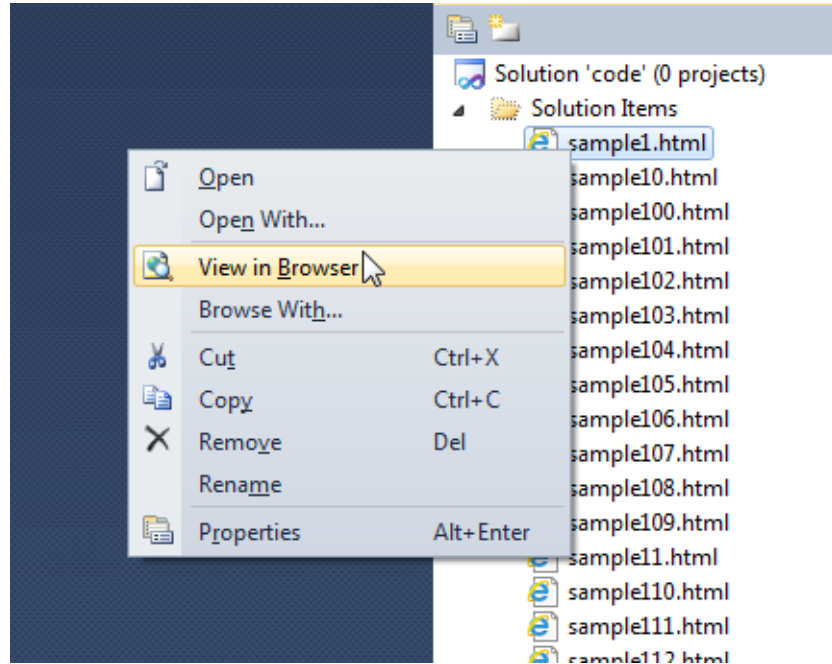 Solution 'code' (0 projects)
Solution Items
sample1.html
sample10.html
sample100.html
sample101.html
sample102.html
sample103.html
sample104.html
sample105.html
sample106.html
sample107.html
sample108.html
sample109.html
sample11.html
sample110.html
sample111.html
sample112.html
Open
Open With...
View in Browser
Browse With...
Cut Ctrl+X
Copy Ctrl+C
Remove Del
Rename
Properties Alt+Enter